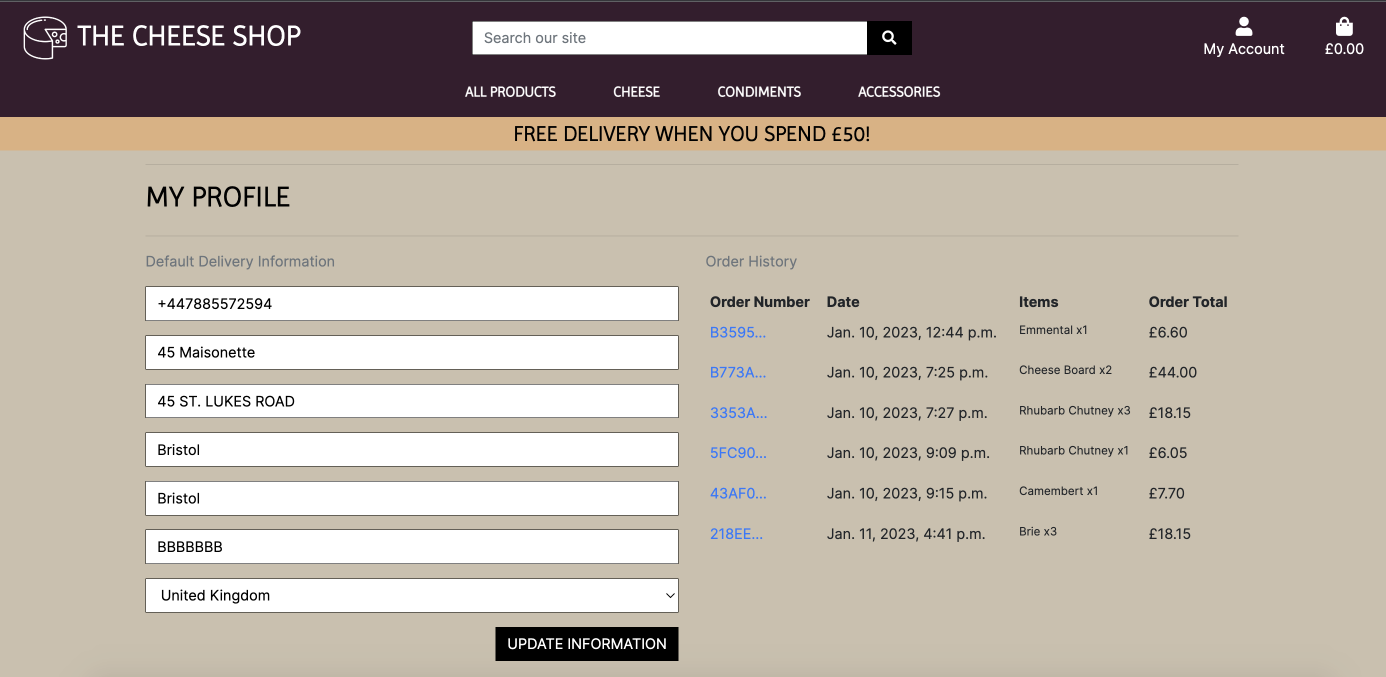 THE CHEESE SHOP
Search our site
My Account
£0.00
ALL PRODUCTS CHEESE CONDIMENTS ACCESSORIES
FREE DELIVERY WHEN YOU SPEND £50!
MY PROFILE
Default Delivery Information
+447885572594
45 Maisonette
45 ST. LUKES ROAD
Bristol
Bristol
BBBBBBB
United Kingdom
UPDATE INFORMATION
Order History
Order Number Date Items Order Total
B3595... Jan. 10, 2023, 12:44 p.m. Emmental x1 £6.60
B773A... Jan. 10, 2023, 7:25 p.m. Cheese Board x2 £44.00
3353A... Jan. 10, 2023, 7:27 p.m. Rhubarb Chutney x3 £18.15
5FC90... Jan. 10, 2023, 9:09 p.m. Rhubarb Chutney x1 £6.05
43AF0... Jan. 10, 2023, 9:15 p.m. Camembert x1 £7.70
218EE... Jan. 11, 2023, 4:41 p.m. Brie x3 £18.15